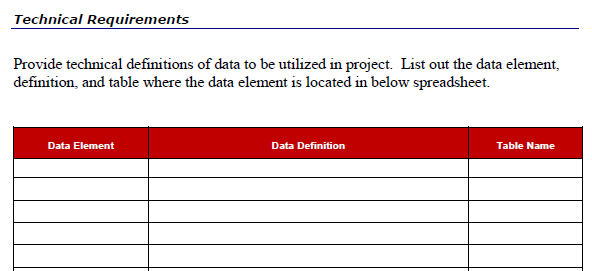 Technical Requirements
Provide technical definitions of data to be utilized in project.  List out the data element,
definition, and table where the data element is located in below spreadsheet.
Data Element Data Definition Table Name